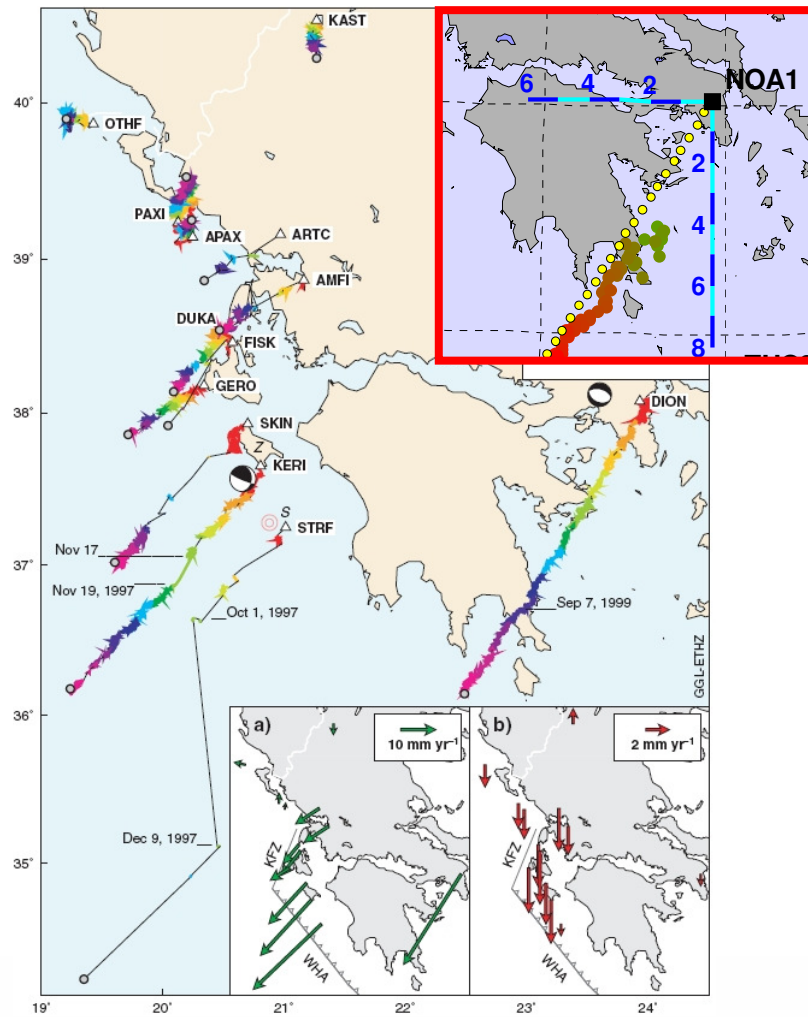 KAST
NOA1
6 4 2
2
4
6
8
40°
OTHF
PAXI
APAX
ARTC
39°
AMFI
DUKA
FISK
GERO
DION
38°
SKIN
Z
KERI
S
STRF
Nov 17
37°
Nov 19, 1997
Oct 1, 1997
Sep 7, 1999
GGL-ETHZ
36°
a)
10 mm yr⁻¹
b)
2 mm yr⁻¹
Dec 9, 1997
KFZ
KFZ
35°
WHA
WHA
19° 20° 21° 22° 23° 24°